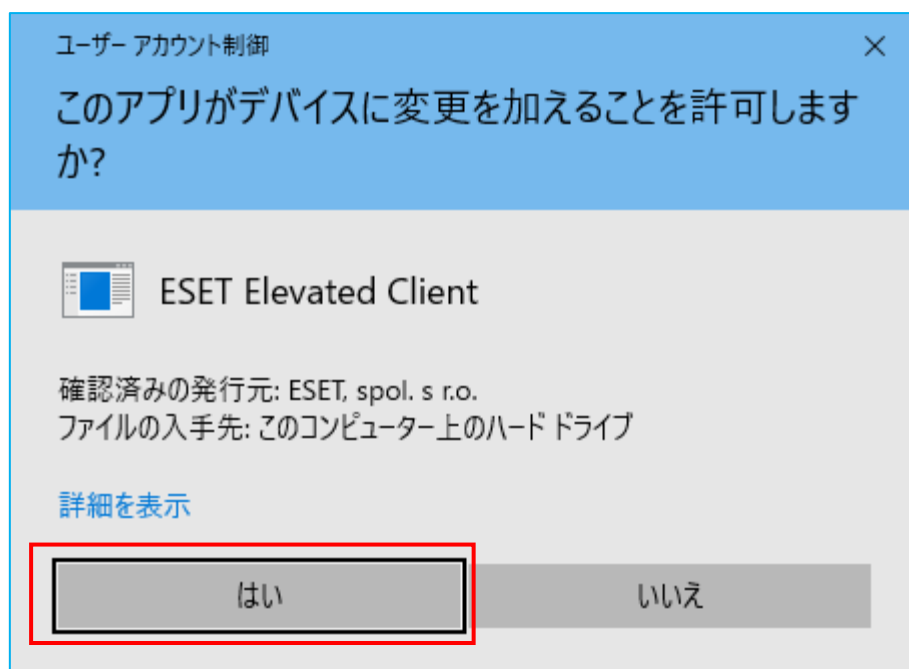 ユーザー アカウント制御
このアプリがデバイスに変更を加えることを許可します
か?
ESET Elevated Client
確認済みの発行元: ESET, spol. s r.o.
ファイルの入手先: このコンピューター上のハード ドライブ
詳細を表示
はい
いいえ